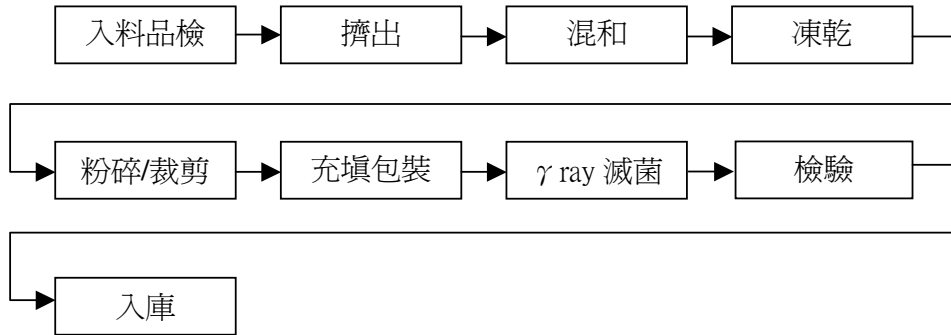 入料品檢
擠出
混和
凍乾
粉碎/裁剪
充填包裝
γ ray 滅菌
檢驗
入庫